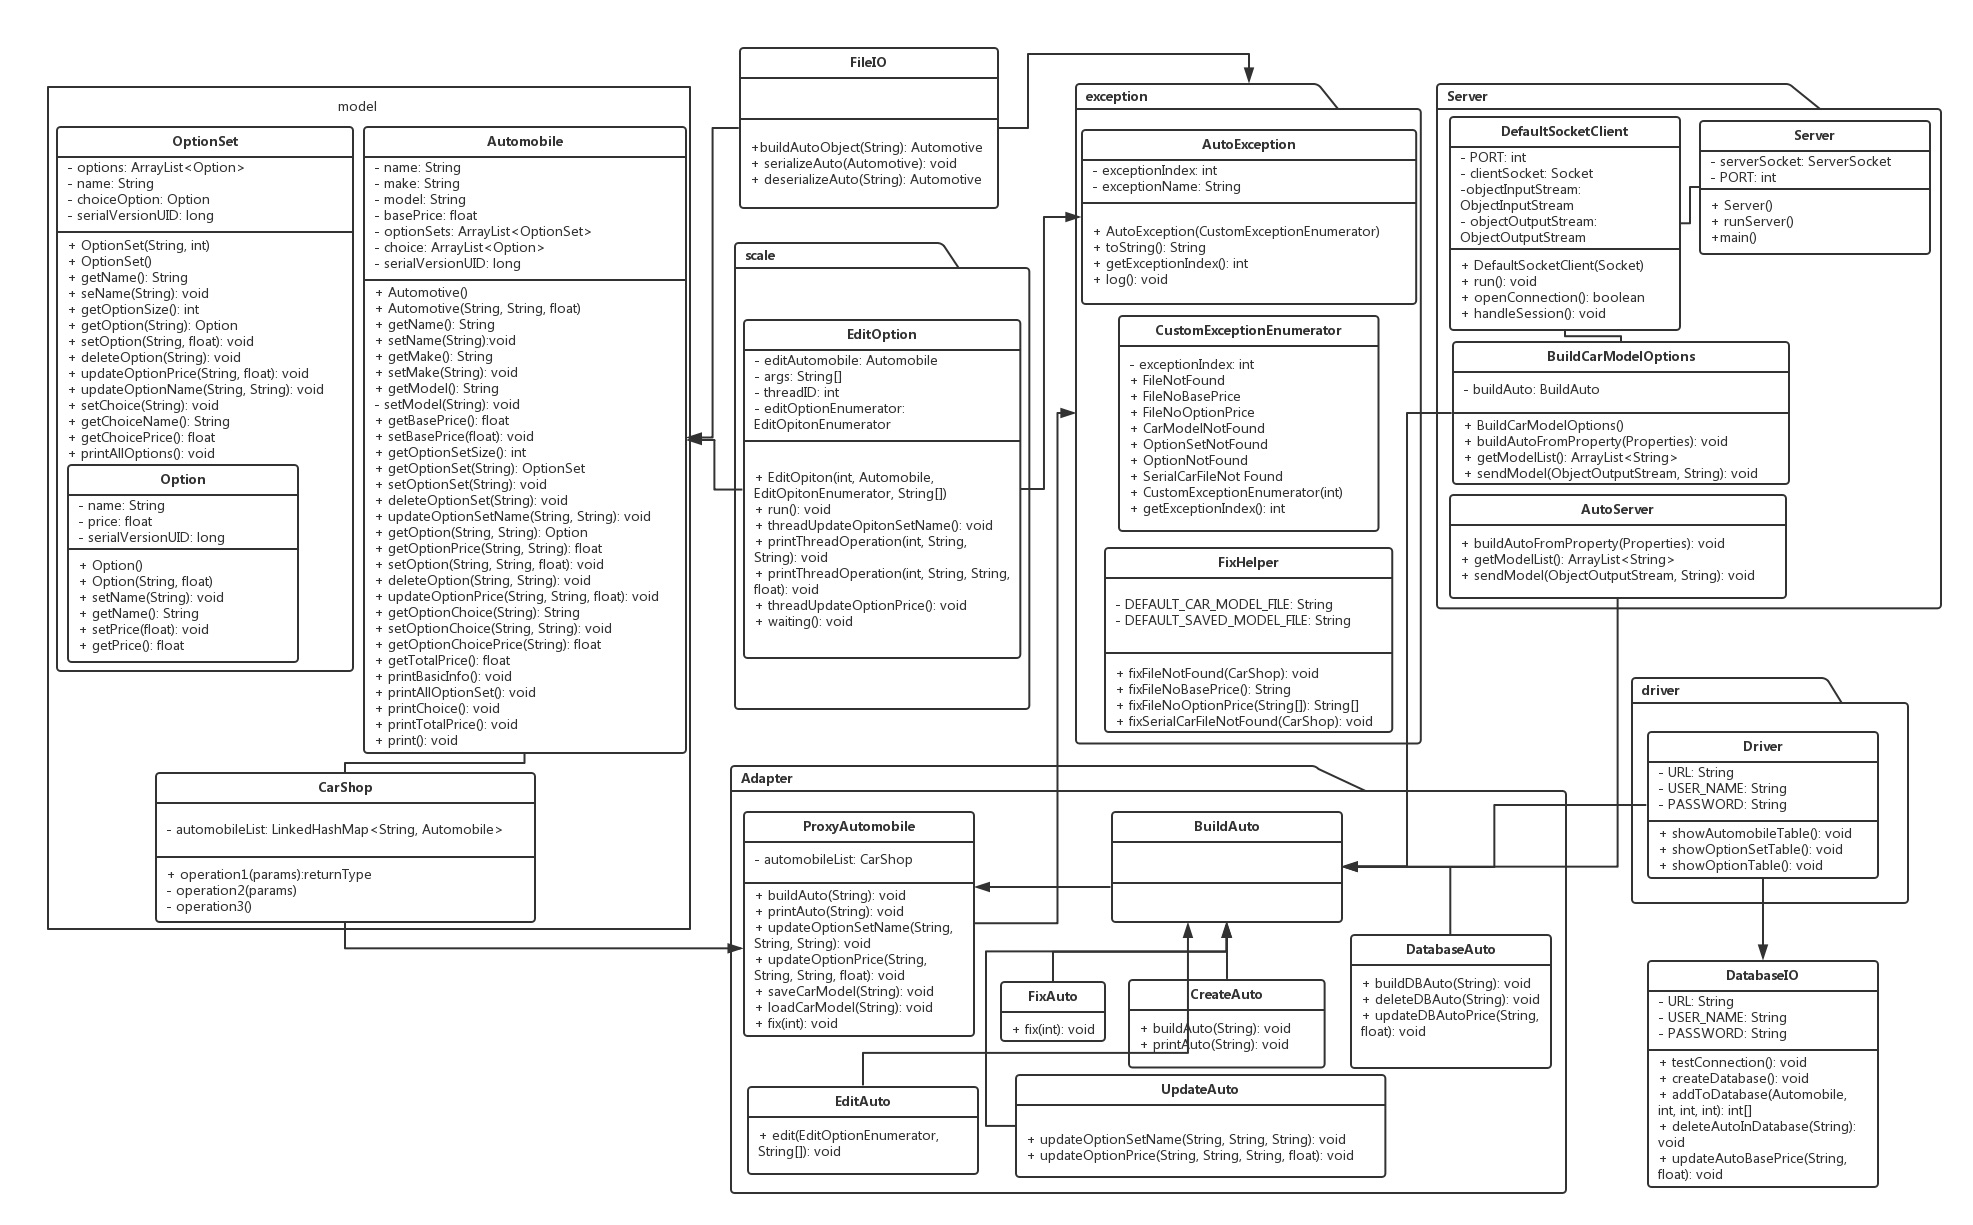 model
OptionSet
- options: ArrayList<Option>
- name: String
- choiceOption: Option
- serialVersionUID: long
+ OptionSet(String, int)
+ OptionSet()
+ getName(): String
+ seName(String): void
+ getOptionSize(): int
+ getOption(String): Option
+ setOption(String, float): void
+ deleteOption(String): void
+ updateOptionPrice(String, float): void
+ updateOptionName(String, String): void
+ setChoice(String): void
+ getChoiceName(): String
+ getChoicePrice(): float
+ printAllOptions(): void
Option
- name: String
- price: float
- serialVersionUID: long
+ Option()
+ Option(String, float)
+ setName(String): void
+ getName(): String
+ setPrice(float): void
+ getPrice(): float
Automobile
- name: String
- make: String
- model: String
- basePrice: float
- optionSets: ArrayList<OptionSet>
- choice: ArrayList<Option>
- serialVersionUID: long
+ Automotive()
+ Automotive(String, String, float)
+ getName(): String
+ setName(String):void
+ getMake(): String
+ setMake(String): void
+ getModel(): String
- setModel(String): void
+ getBasePrice(): float
+ setBasePrice(float): void
+ getOptionSetSize(): int
+ getOptionSet(String): OptionSet
+ setOptionSet(String): void
+ deleteOptionSet(String): void
+ updateOptionSetName(String, String): void
+ getOption(String, String): Option
+ getOptionPrice(String, String): float
+ setOption(String, String, float): void
+ deleteOption(String, String): void
+ updateOptionPrice(String, String, float): void
+ getOptionChoice(String): String
+ setOptionChoice(String, String): void
+ getOptionChoicePrice(String): float
+ getTotalPrice(): float
+ printBasicInfo(): void
+ printAllOptionSet(): void
+ printChoice(): void
+ printTotalPrice(): void
+ print(): void
CarShop
- automobileList: LinkedHashMap<String, Automobile>
+ operation1(params):returnType
- operation2(params)
- operation3()
FileIO
+buildAutoObject(String): Automotive
+ serializeAuto(Automotive): void
+ deserializeAuto(String): Automotive
scale
EditOption
- editAutomobile: Automobile
- args: String[]
- threadID: int
- editOptionEnumerator:
EditOpitonEnumerator
+ EditOpiton(int, Automobile,
EditOpitonEnumerator, String[])
+ run(): void
+ threadUpdateOpitonSetName(): void
+ printThreadOperation(int, String,
String): void
+ printThreadOperation(int, String, String,
float): void
+ threadUpdateOptionPrice(): void
+ waiting(): void
exception
AutoException
- exceptionIndex: int
- exceptionName: String
+ AutoException(CustomExceptionEnumerator)
+ toString(): String
+ getExceptionIndex(): int
+ log(): void
CustomExceptionEnumerator
- exceptionIndex: int
+ FileNotFound
+ FileNoBasePrice
+ FileNoOptionPrice
+ CarModelNotFound
+ OptionSetNotFound
+ OptionNotFound
+ SerialCarFileNot Found
+ CustomExceptionEnumerator(int)
+ getExceptionIndex(): int
FixHelper
- DEFAULT_CAR_MODEL_FILE: String
- DEFAULT_SAVED_MODEL_FILE: String
+ fixFileNotFound(CarShop): void
+ fixFileNoBasePrice(): String
+ fixFileNoOptionPrice(String[]): String[]
+ fixSerialCarFileNotFound(CarShop): void
Server
DefaultSocketClient
- PORT: int
- clientSocket: Socket
-objectInputStream:
ObjectInputStream
- objectOutputStream:
ObjectOutputStream
+ DefaultSocketClient(Socket)
+ run(): void
+ openConnection(): boolean
+ handleSession(): void
Server
- serverSocket: ServerSocket
- PORT: int
+ Server()
+ runServer()
+main()
BuildCarModelOptions
- buildAuto: BuildAuto
+ BuildCarModelOptions()
+ buildAutoFromProperty(Properties): void
+ getModelList(): ArrayList<String>
+ sendModel(ObjectOutputStream, String): void
AutoServer
+ buildAutoFromProperty(Properties): void
+ getModelList(): ArrayList<String>
+ sendModel(ObjectOutputStream, String): void
driver
Driver
- URL: String
- USER_NAME: String
- PASSWORD: String
+ showAutomobileTable(): void
+ showOptionSetTable(): void
+ showOptionTable(): void
DatabaseIO
- URL: String
- USER_NAME: String
- PASSWORD: String
+ testConnection(): void
+ createDatabase(): void
+ addToDatabase(Automobile,
int, int, int): int[]
+ deleteAutoInDatabase(String):
void
+ updateAutoBasePrice(String,
float): void
Adapter
ProxyAutomobile
- automobileList: CarShop
+ buildAuto(String): void
+ printAuto(String): void
+ updateOptionSetName(String,
String, String): void
+ updateOptionPrice(String,
String, String, float): void
+ saveCarModel(String): void
+ loadCarModel(String): void
+ fix(int): void
BuildAuto
FixAuto
+ fix(int): void
CreateAuto
+ buildAuto(String): void
+ printAuto(String): void
DatabaseAuto
+ buildDBAuto(String): void
+ deleteDBAuto(String): void
+ updateDBAutoPrice(String,
float): void
EditAuto
+ edit(EditOptionEnumerator,
String[]): void
UpdateAuto
+ updateOptionSetName(String, String, String): void
+ updateOptionPrice(String, String, String, float): void